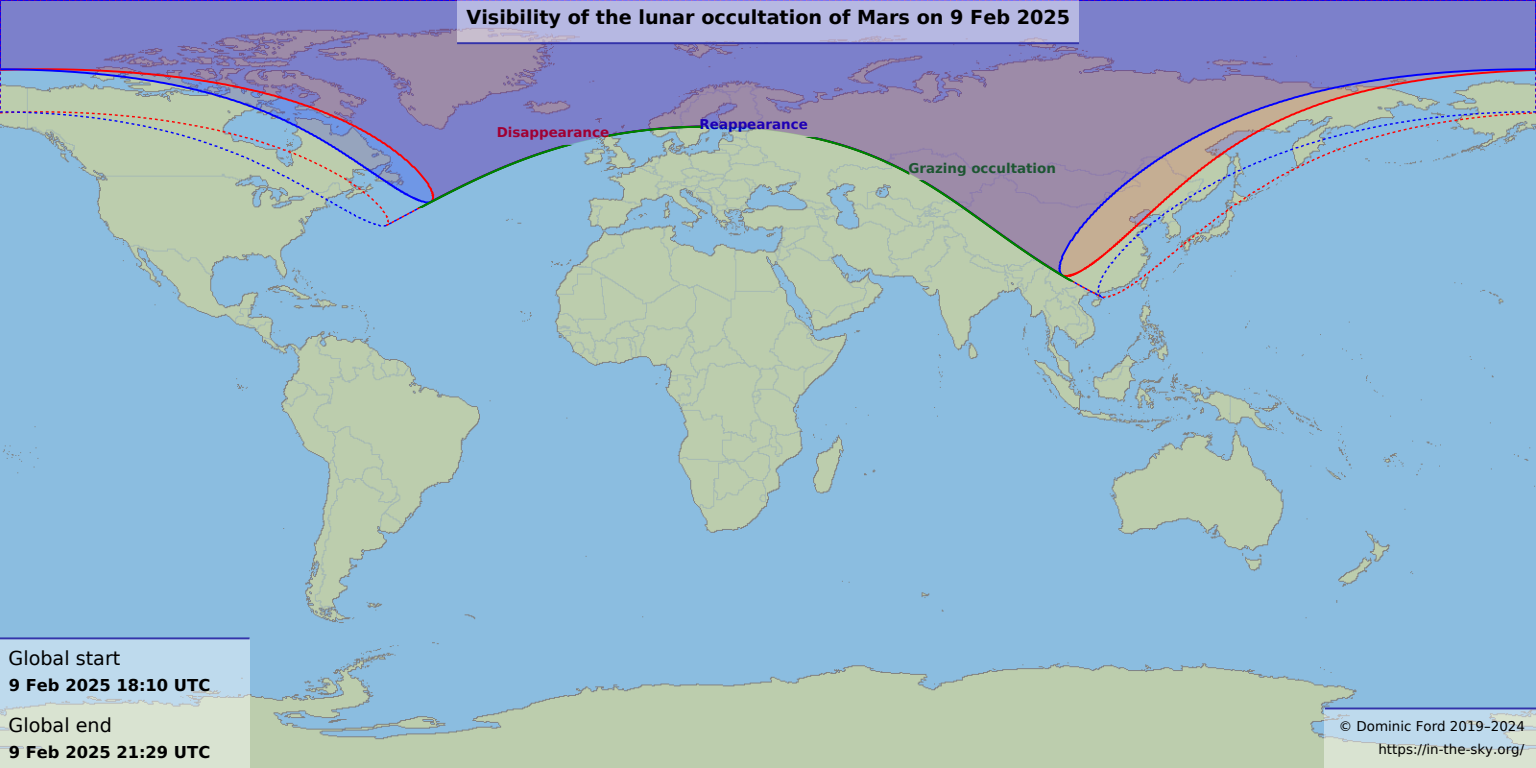 Visibility of the lunar occultation of Mars on 9 Feb 2025
Disappearance
Reappearance
Grazing occultation
Global start
9 Feb 2025 18:10 UTC
Global end
9 Feb 2025 21:29 UTC
© Dominic Ford 2019–2024
https://in-the-sky.org/